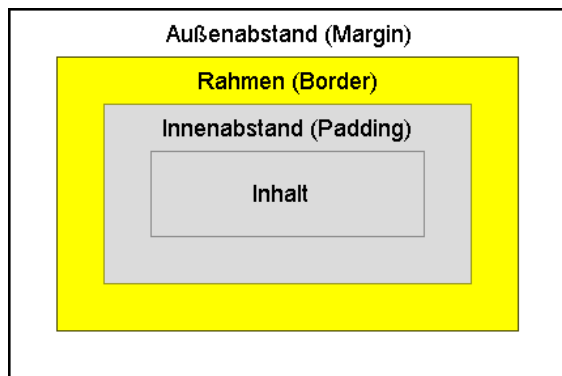 Außenabstand (Margin)
Rahmen (Border)
Innenabstand (Padding)
Inhalt